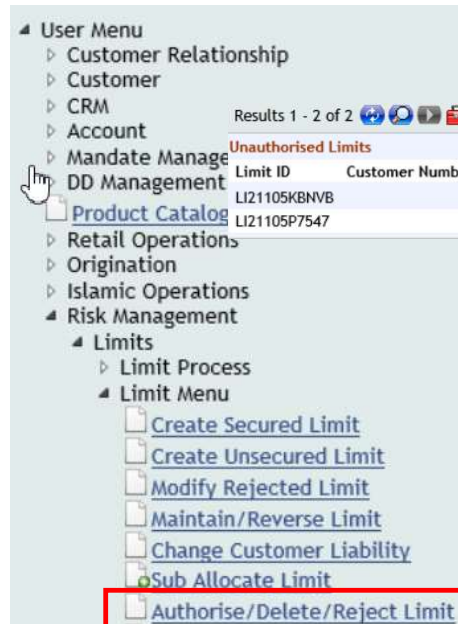 User Menu
Customer Relationship
Customer
CRM
Account
Mandate Manage
DD Management
Product Catalog
Retail Operations
Origination
Islamic Operations
Risk Management
Limits
Limit Process
Limit Menu
Create Secured Limit
Create Unsecured Limit
Modify Rejected Limit
Maintain/Reverse Limit
Change Customer Liability
Sub Allocate Limit
Authorise/Delete/Reject Limit
Results 1 - 2 of 2
Unauthorised Limits
Limit ID Customer Numb
LI21105KBNVB
LI21105P7547